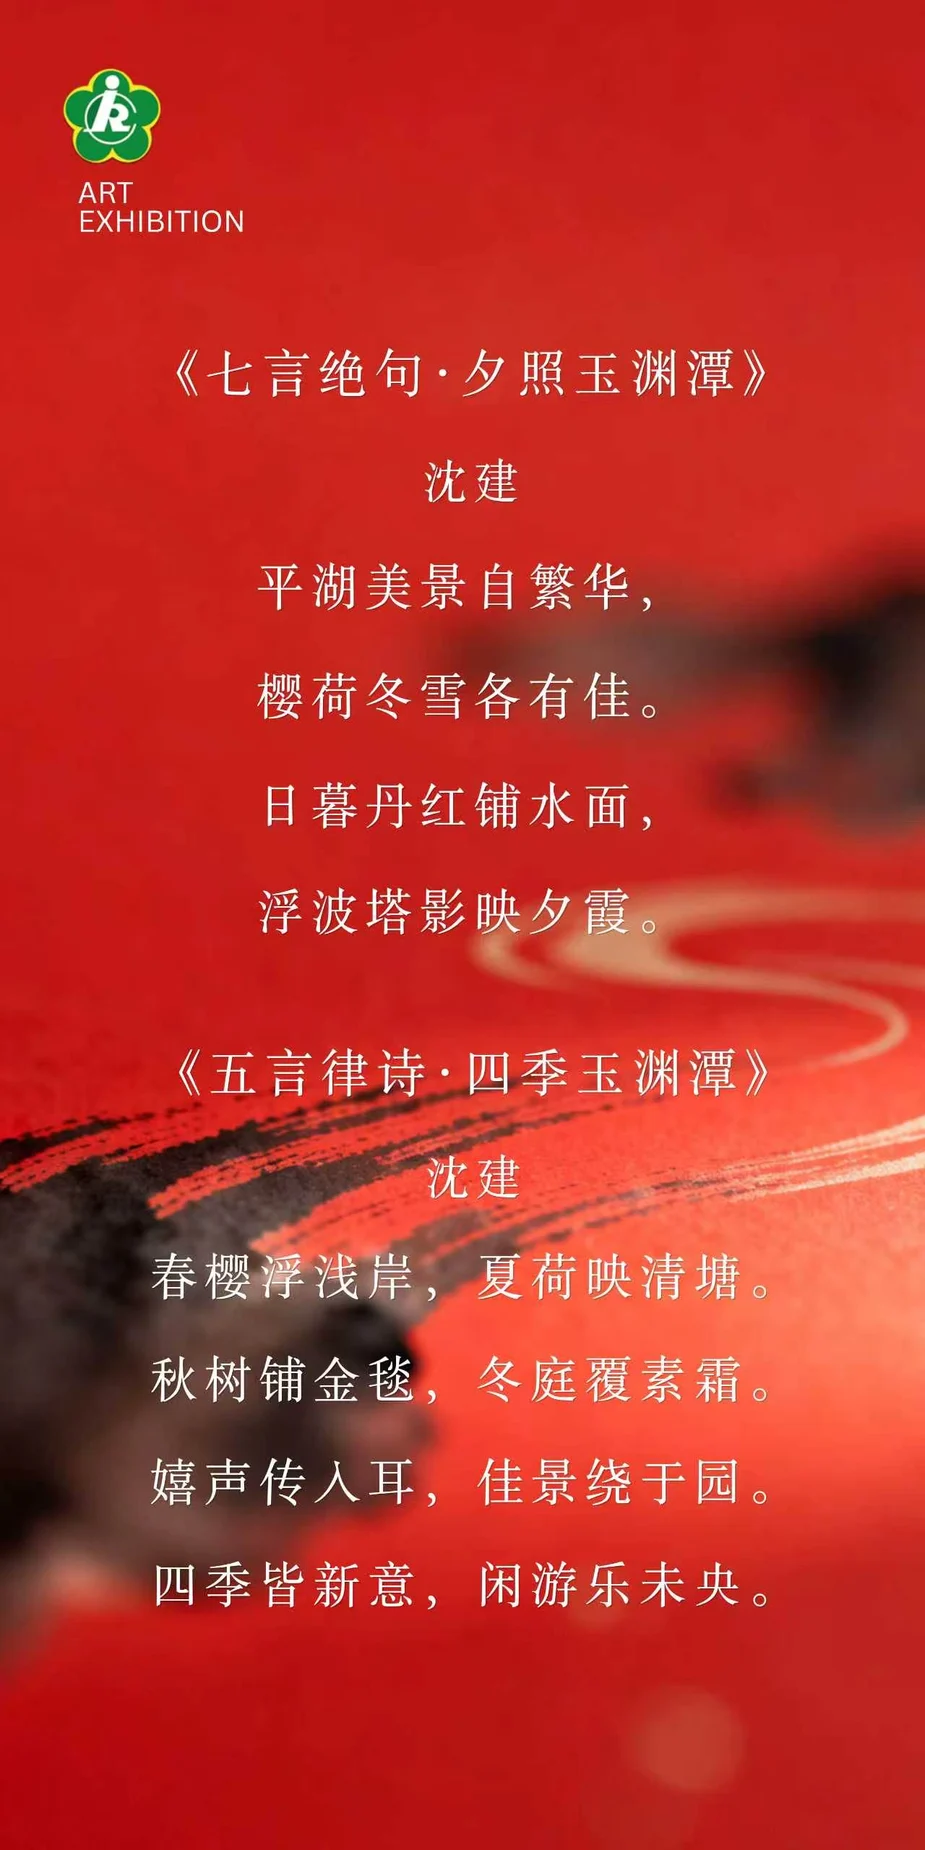 ART
EXHIBITION
《七言绝句·夕照玉渊潭》
沈建
平湖美景自繁华，
樱荷冬雪各有佳。
日暮丹红铺水面，
浮波塔影映夕霞。
《五言律诗·四季玉渊潭》
沈建
春樱浮浅岸，夏荷映清塘。
秋树铺金毯，冬庭覆素霜。
嬉声传入耳，佳景绕于园。
四季皆新意，闲游乐未央。